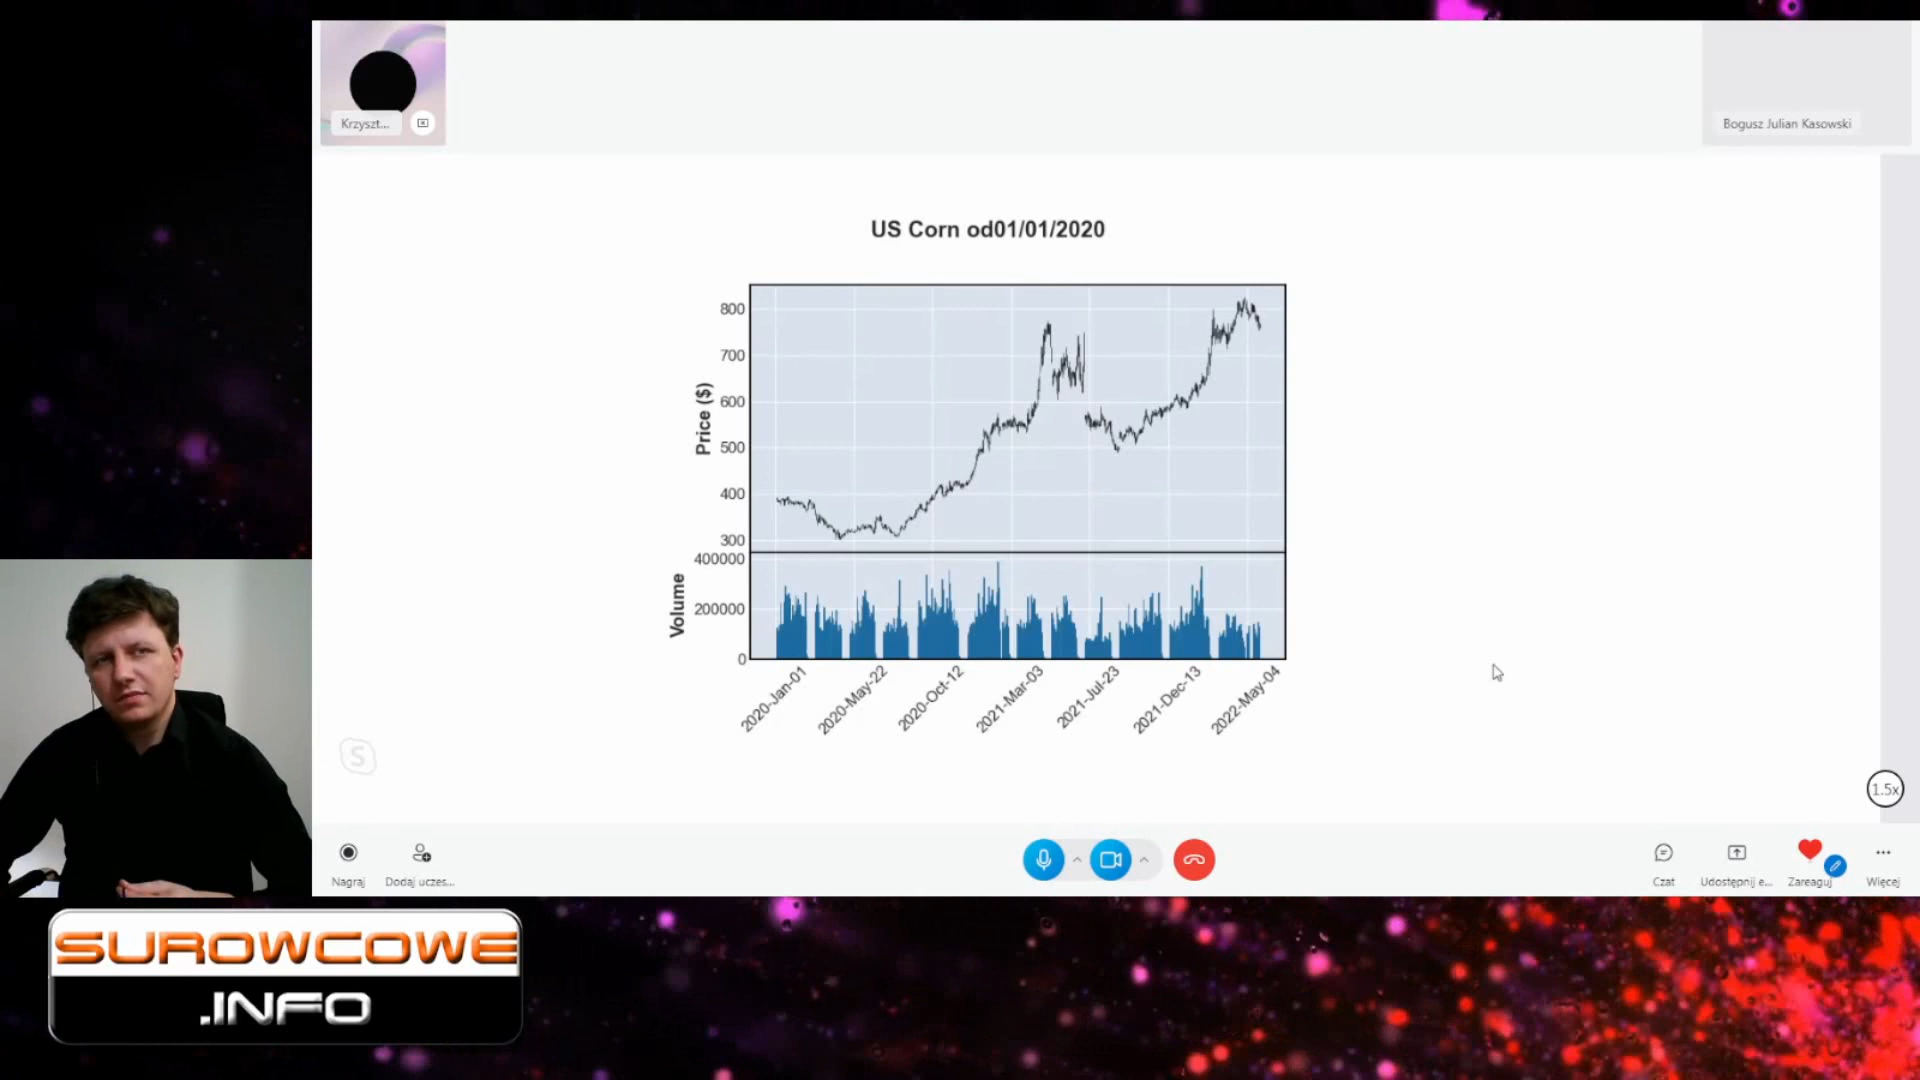 Krzyszt...
Bogusz Julian Kasowski
US Corn od01/01/2020
Price ($)
800
700
600
500
400
300
Volume
400000
200000
0
2020-Jan-01
2020-May-22
2020-Oct-12
2021-Mar-03
2021-Jul-23
2021-Dec-13
2022-May-04
S
1.5x
Nagraj
Dodaj uczes...
Czat
Udostępnij e...
Zareaguj
Więcej
SUROWCOWE
.INFO